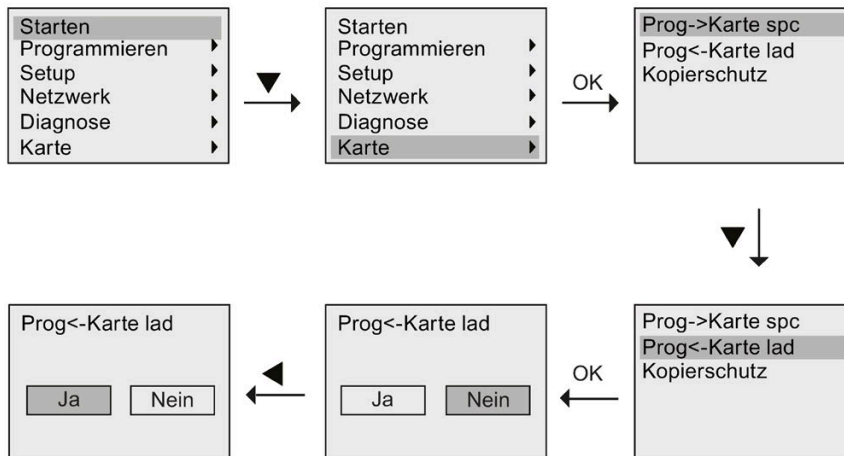 Starten
Programmieren
Setup
Netzwerk
Diagnose
Karte
Starten
Programmieren
Setup
Netzwerk
Diagnose
Karte
OK
Prog->Karte spc
Prog<-Karte lad
Kopierschutz
Prog->Karte spc
Prog<-Karte lad
Kopierschutz
OK
Prog<-Karte lad
Ja Nein
Prog<-Karte lad
Ja Nein